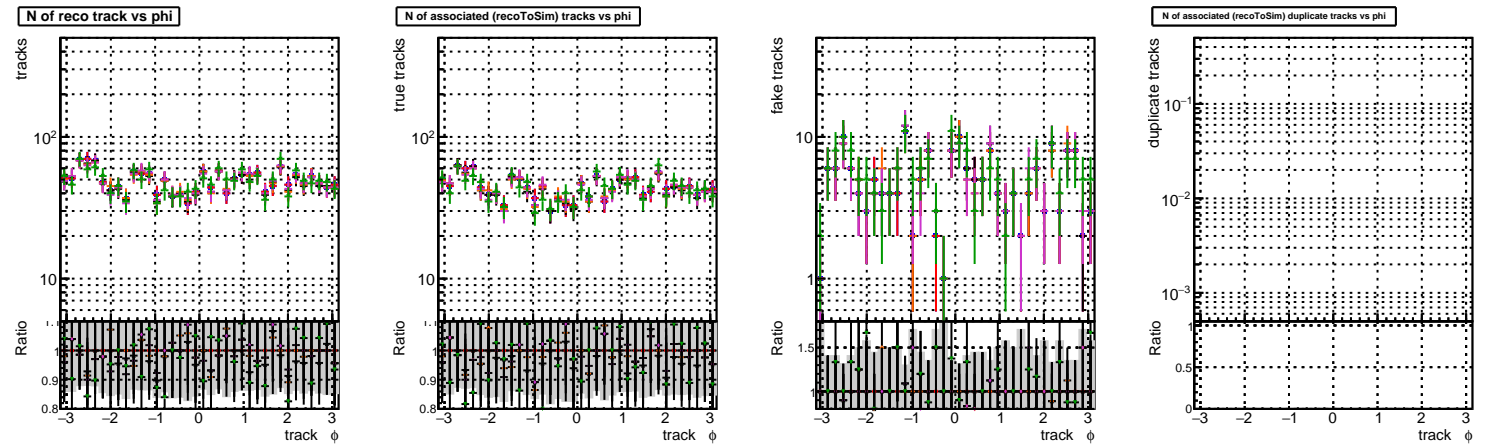 N of reco track vs phi
tracks
10²
10
Ratio
1.1
1
0.9
0.8
−3 −2 −1 0 1 2 3
track ϕ
N of associated (recoToSim) tracks vs phi
true tracks
10²
10
Ratio
1.1
1
0.9
0.8
−3 −2 −1 0 1 2 3
track ϕ
fake tracks
10
1
Ratio
1.5
1
−3 −2 −1 0 1 2 3
track ϕ
N of associated (recoToSim) duplicate tracks vs phi
duplicate tracks
10⁻¹
10⁻²
10⁻³
Ratio
1
0.5
0
−3 −2 −1 0 1 2 3
track ϕ